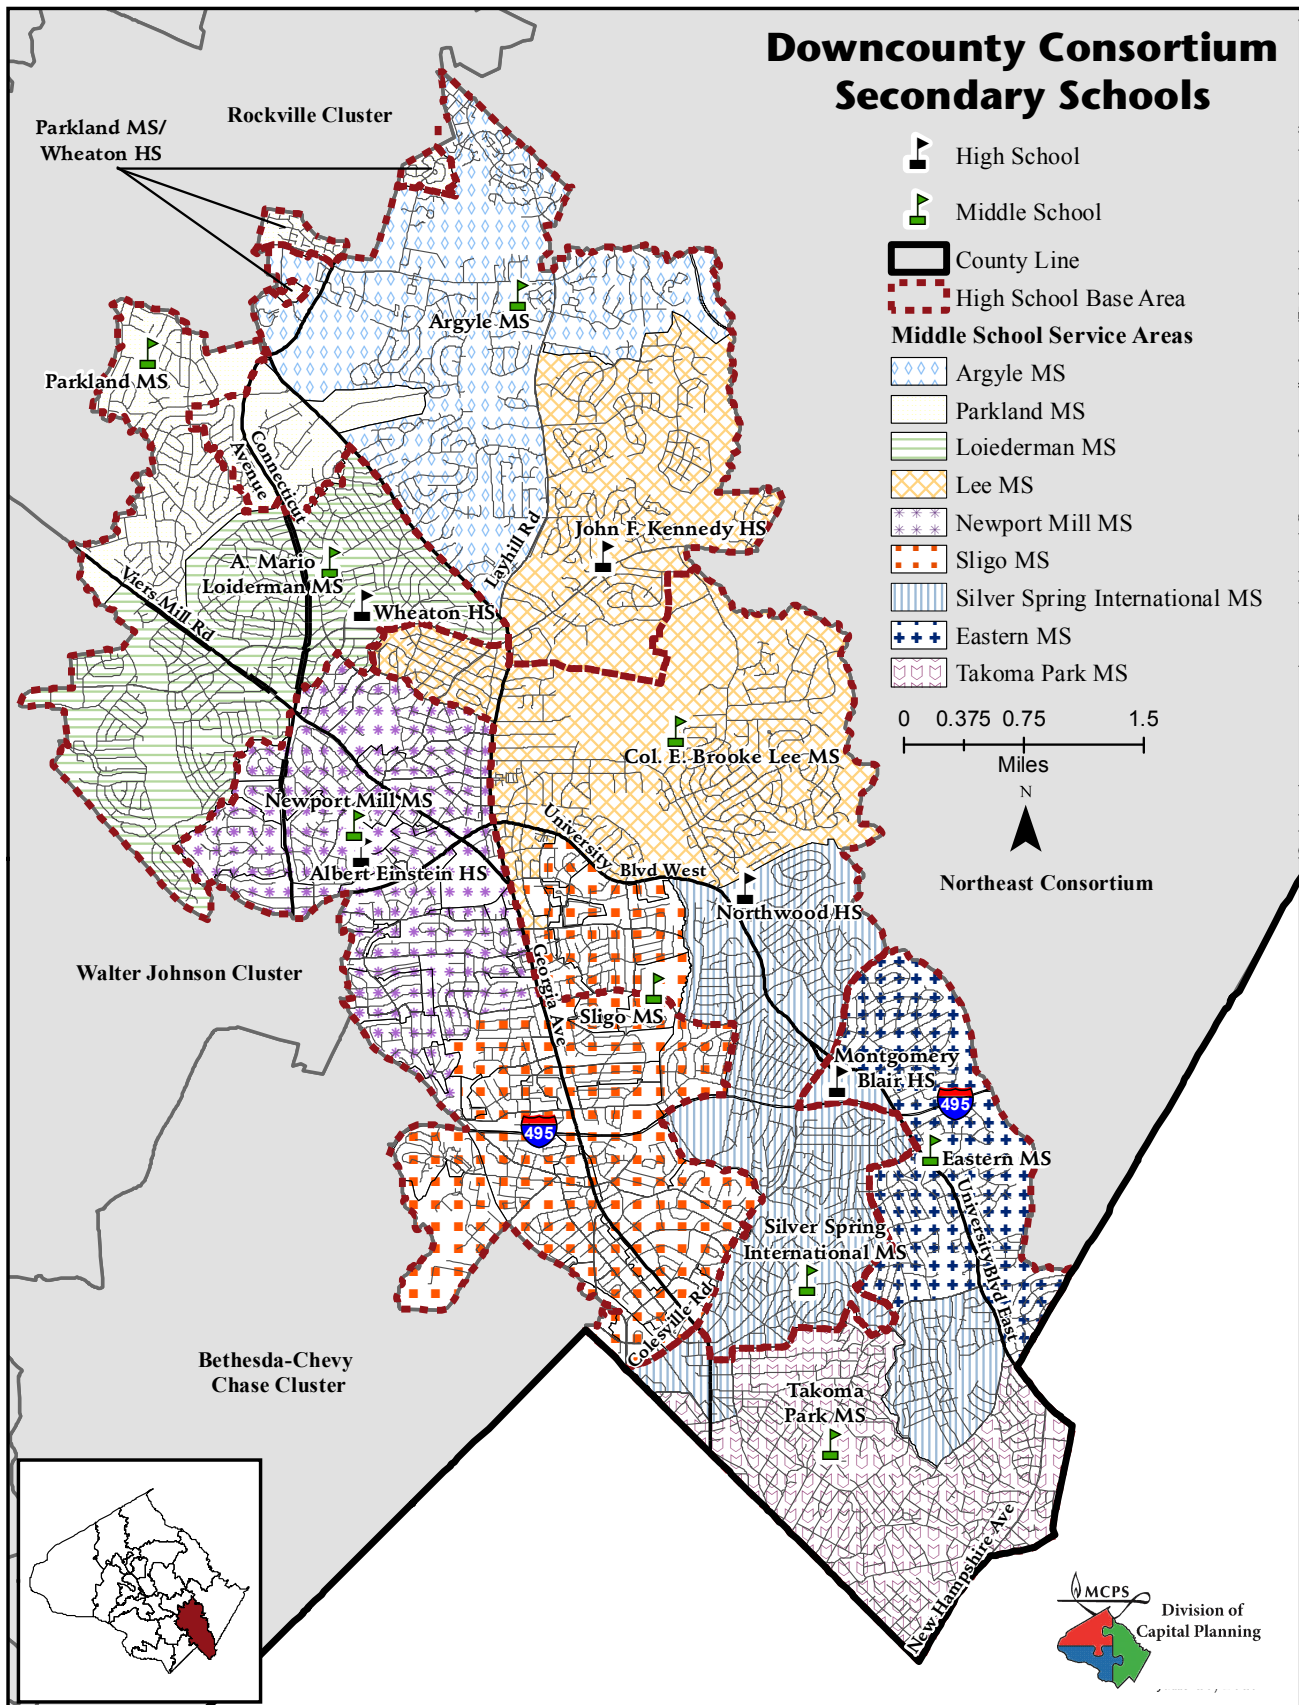 Downcounty Consortium
Secondary Schools
High School
Middle School
County Line
High School Base Area
Middle School Service Areas
Argyle MS
Parkland MS
Loiederman MS
Lee MS
Newport Mill MS
Sligo MS
Silver Spring International MS
Eastern MS
Takoma Park MS
0 0.375 0.75 1.5
Miles
N
Northeast Consortium
Rockville Cluster
Parkland MS/
Wheaton HS
Argyle MS
Parkland MS
Connecticut
Avenue
Layhill Rd
John F. Kennedy HS
A. Mario
Loiderman MS
Viers Mill Rd
Wheaton HS
Col. E. Brooke Lee MS
Newport Mill MS
University
Blvd West
Albert Einstein HS
Northwood HS
Walter Johnson Cluster
Georgia Ave
Sligo MS
Montgomery
Blair HS
495
495
Eastern MS
University Blvd East
Silver Spring
International MS
Colesville Rd
Bethesda-Chevy
Chase Cluster
Takoma
Park MS
New Hampshire Ave
MCPS
Division of
Capital Planning